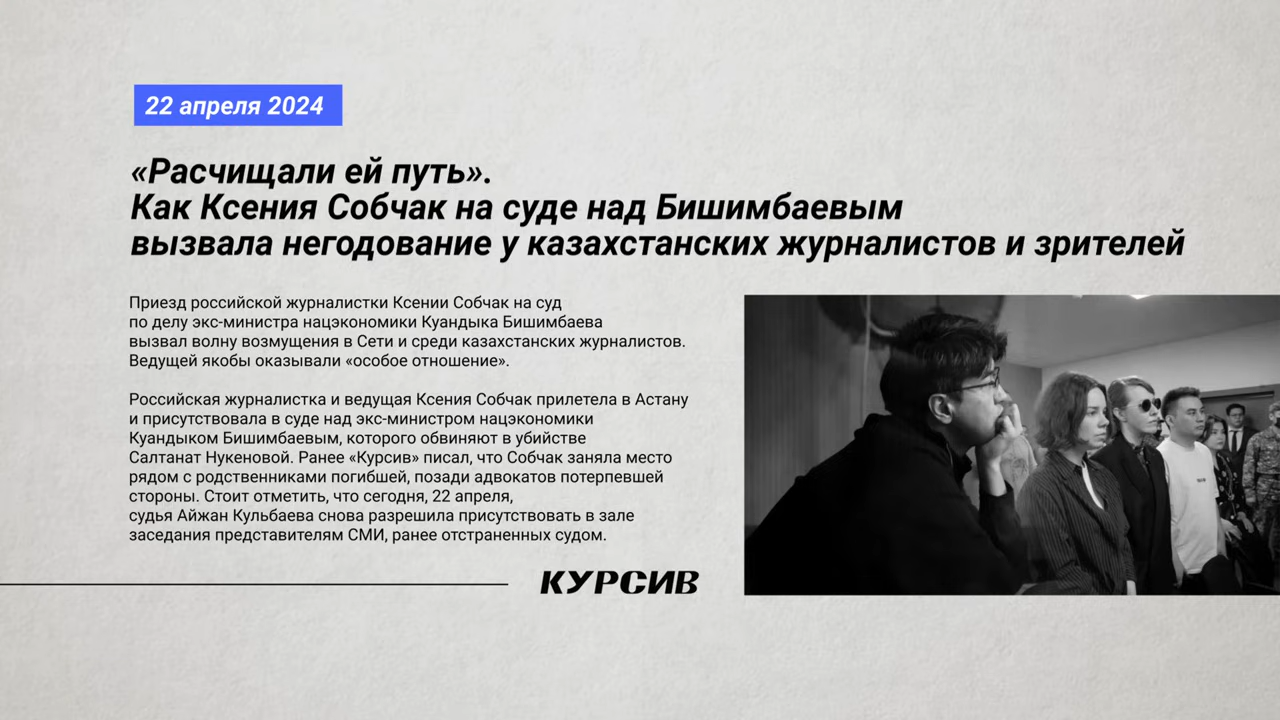 22 апреля 2024
«Расчищали ей путь».
Как Ксения Собчак на суде над Бишимбаевым
вызвала негодование у казахстанских журналистов и зрителей
Приезд российской журналистки Ксении Собчак на суд
по делу экс-министра нацэкономики Куандыка Бишимбаева
вызвал волну возмущения в Сети и среди казахстанских журналистов.
Ведущей якобы оказывали «особое отношение».
Российская журналистка и ведущая Ксения Собчак прилетела в Астану
и присутствовала в суде над экс-министром нацэкономики
Куандыком Бишимбаевым, которого обвиняют в убийстве
Салтанат Нукеновой. Ранее «Курсив» писал, что Собчак заняла место
рядом с родственниками погибшей, позади адвокатов потерпевшей
стороны. Стоит отметить, что сегодня, 22 апреля,
судья Айжан Кульбаева снова разрешила присутствовать в зале
заседания представителям СМИ, ранее отстраненных судом.
КУРСИВ